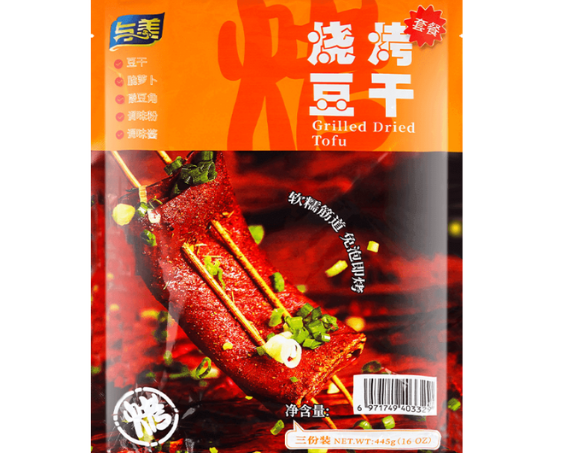 与美
套餐
烧烤
豆干
Grilled Dried
Tofu
豆干
脆萝卜
酸豆角
调味粉
调味酱
烤
软糯筋道 免泡即烤
烤
净含量:
三份装 NET.WT:445g(16 OZ)